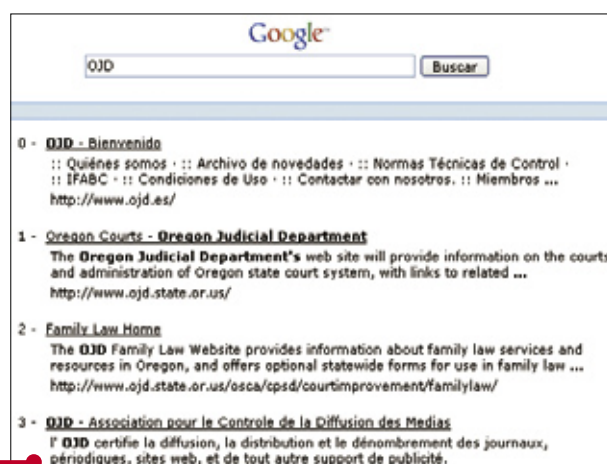 Google™
OJD Buscar
0 - OJD - Bienvenido
:: Quiénes somos · :: Archivo de novedades · :: Normas Técnicas de Control ·
:: IFABC · :: Condiciones de Uso · :: Contactar con nosotros. :: Miembros ...
http://www.ojd.es/
1 - Oregon Courts - Oregon Judicial Department
The Oregon Judicial Department's web site will provide information on the courts
and administration of Oregon state court system, with links to related ...
http://www.ojd.state.or.us/
2 - Family Law Home
The OJD Family Law Website provides information about family law services and
resources in Oregon, and offers optional statewide forms for use in family law ...
http://www.ojd.state.or.us/osca/cpsd/courtimprovement/familylaw/
3 - OJD - Association pour le Controle de la Diffusion des Medias
l' OJD certifie la diffusion, la distribution et le dénombrement des journaux,
périodiques, sites web, et de tout autre support de publicité.